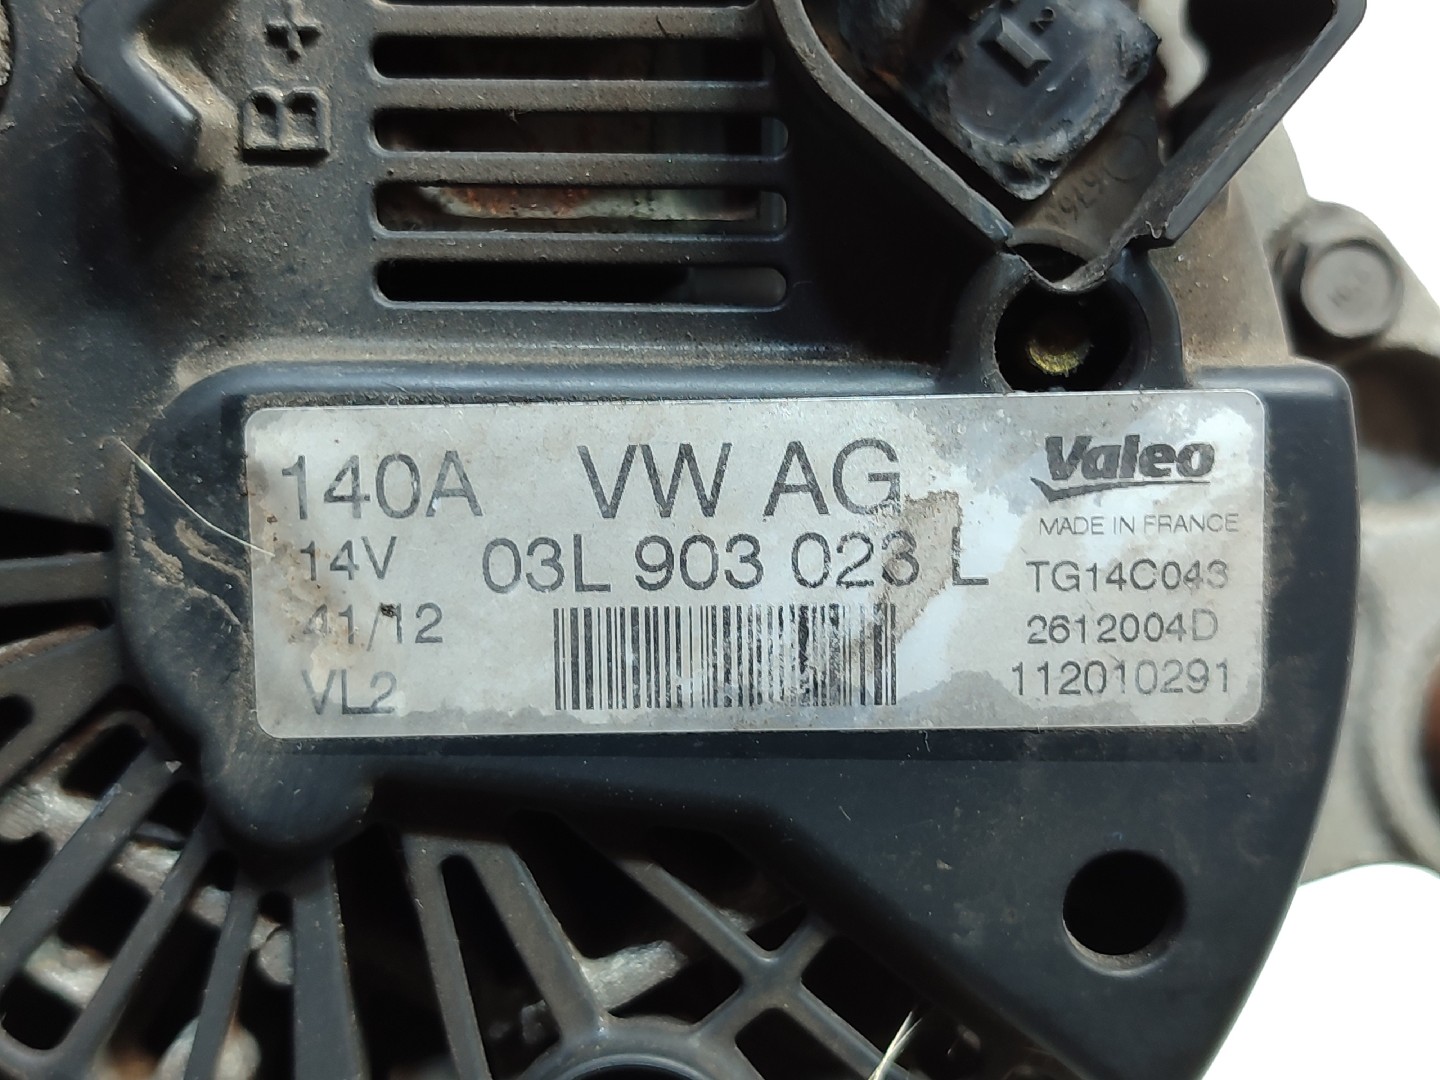 B+
140A VW AG Valeo
MADE IN FRANCE
14V 03L 903 023 L TG14C043
41/12 2612004D
VL2 112010291